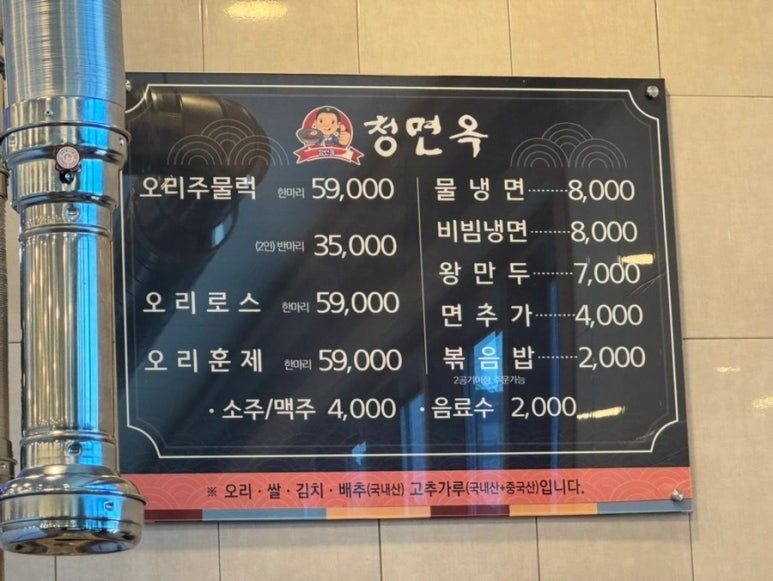 청면옥
오리주물럭 한마리 59,000
(2인) 반마리 35,000
오리로스 한마리 59,000
오리훈제 한마리 59,000
물냉면········8,000
비빔냉면········8,000
왕만두········7,000
면추가········4,000
볶음밥········2,000
2공기이상 주문가능
· 소주/맥주 4,000 · 음료수 2,000
※ 오리 · 쌀 · 김치 · 배추(국내산) 고추가루(국내산+중국산)입니다.